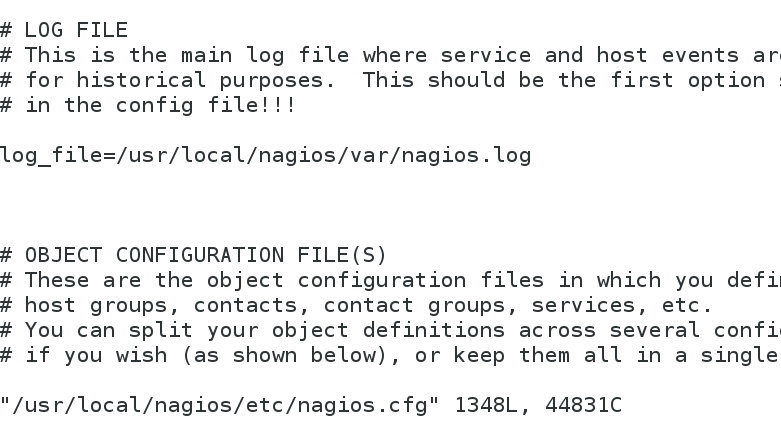 # LOG FILE
# This is the main log file where service and host events
# for historical purposes.  This should be the first option
# in the config file!!!
log_file=/usr/local/nagios/var/nagios.log
# OBJECT CONFIGURATION FILE(S)
# These are the object configuration files in which you
# host groups, contacts, contact groups, services, etc.
# You can split your object definitions across several
# if you wish (as shown below), or keep them all in a single
"/usr/local/nagios/etc/nagios.cfg" 1348L, 44831C